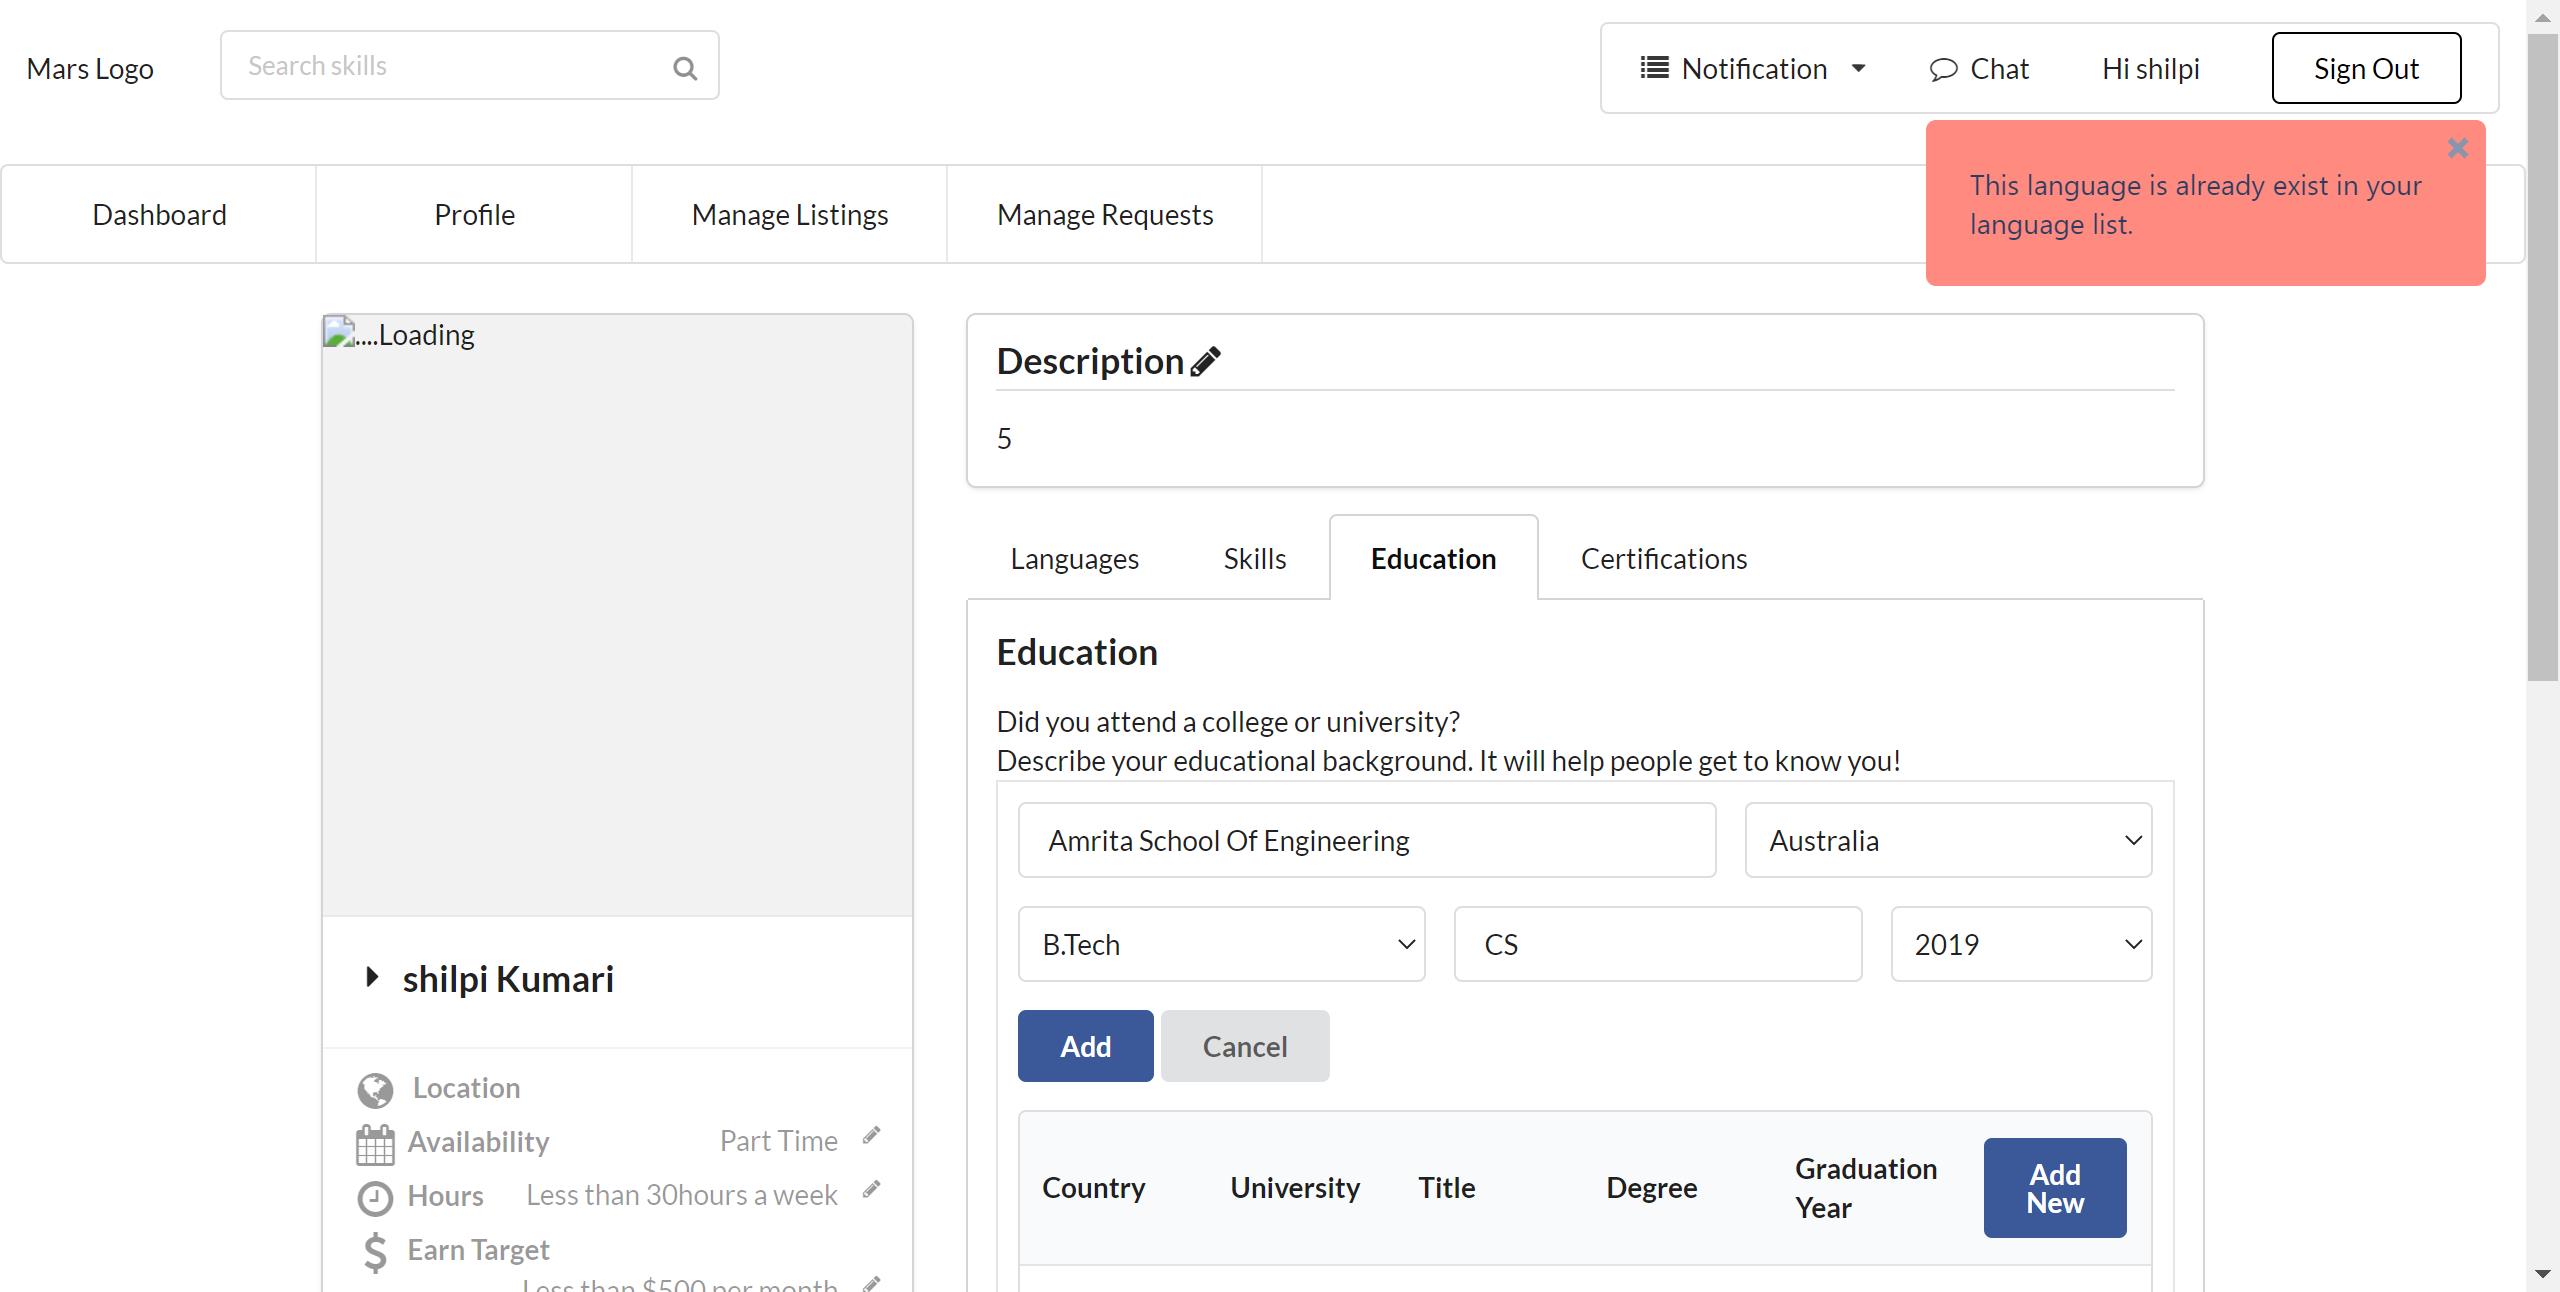 Mars Logo
Search skills
Notification
Chat
Hi shilpi
Sign Out
This language is already exist in your
language list.
Dashboard
Profile
Manage Listings
Manage Requests
....Loading
Description
5
Languages
Skills
Education
Certifications
Education
Did you attend a college or university?
Describe your educational background. It will help people get to know you!
Amrita School Of Engineering
Australia
B.Tech
CS
2019
Add
Cancel
Country
University
Title
Degree
Graduation
Year
Add
New
shilpi Kumari
Location
Availability
Part Time
Hours
Less than 30hours a week
Earn Target
Less than $500 per month